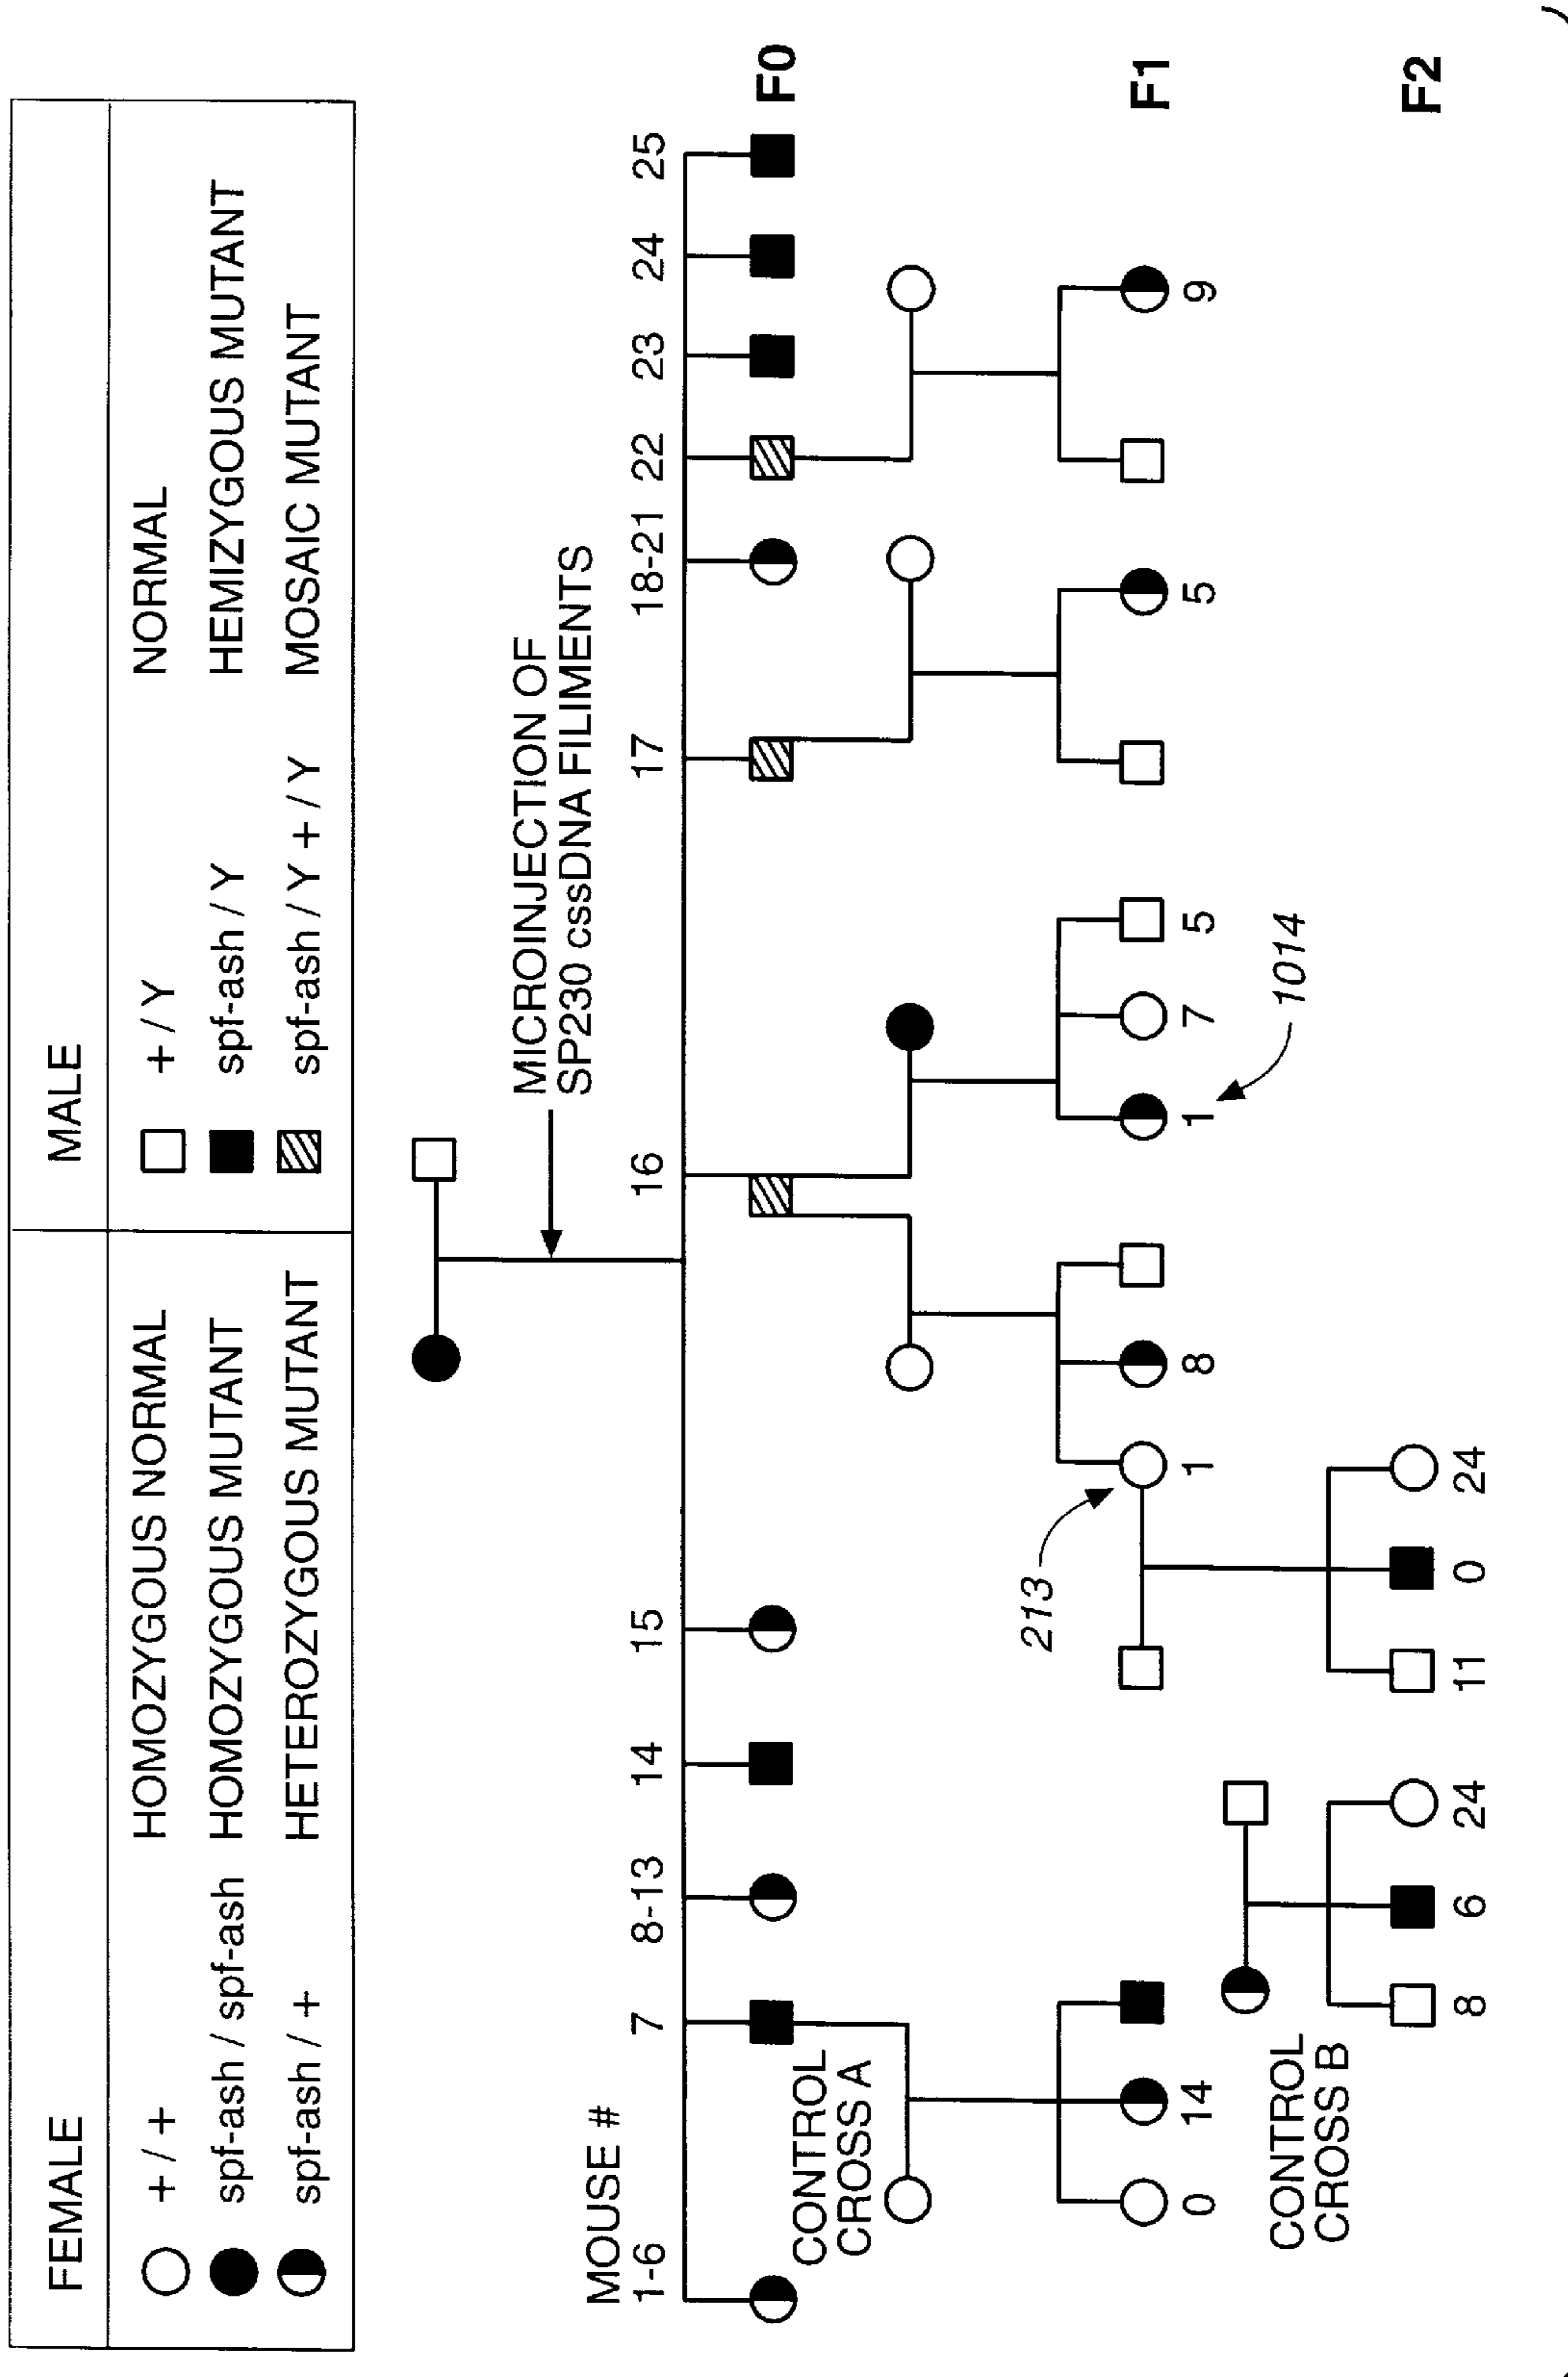 FEMALE
MALE
+ / +
HOMOZYGOUS NORMAL
+ / Y
NORMAL
spf-ash / spf-ash
HOMOZYGOUS MUTANT
spf-ash / Y
HEMIZYGOUS MUTANT
spf-ash / +
HETEROZYGOUS MUTANT
spf-ash / Y + / Y
MOSAIC MUTANT
MICROINJECTION OF
SP230 cssDNA FILIMENTS
MOUSE #
1-6
7
8-13
14
15
16
17
18-21
22
23
24
25
F0
CONTROL
CROSS A
213
0
14
1
8
1
7
5
5
9
F1
1014
CONTROL
CROSS B
8
6
24
11
0
24
F2